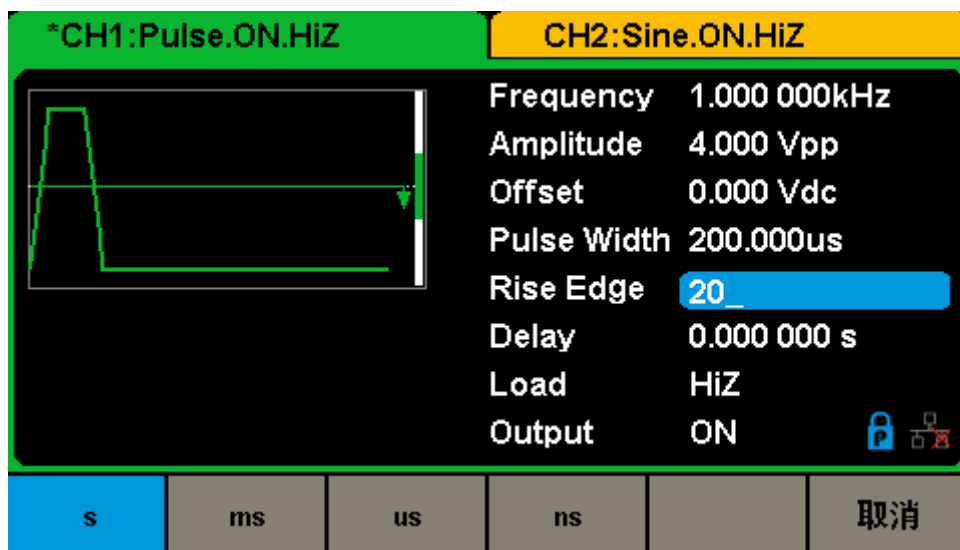 *CH1:Pulse.ON.HiZ
CH2:Sine.ON.HiZ
Frequency 1.000 000kHz
Amplitude 4.000 Vpp
Offset 0.000 Vdc
Pulse Width 200.000us
Rise Edge 20_
Delay 0.000 000 s
Load HiZ
Output ON
P
s ms us ns 取消